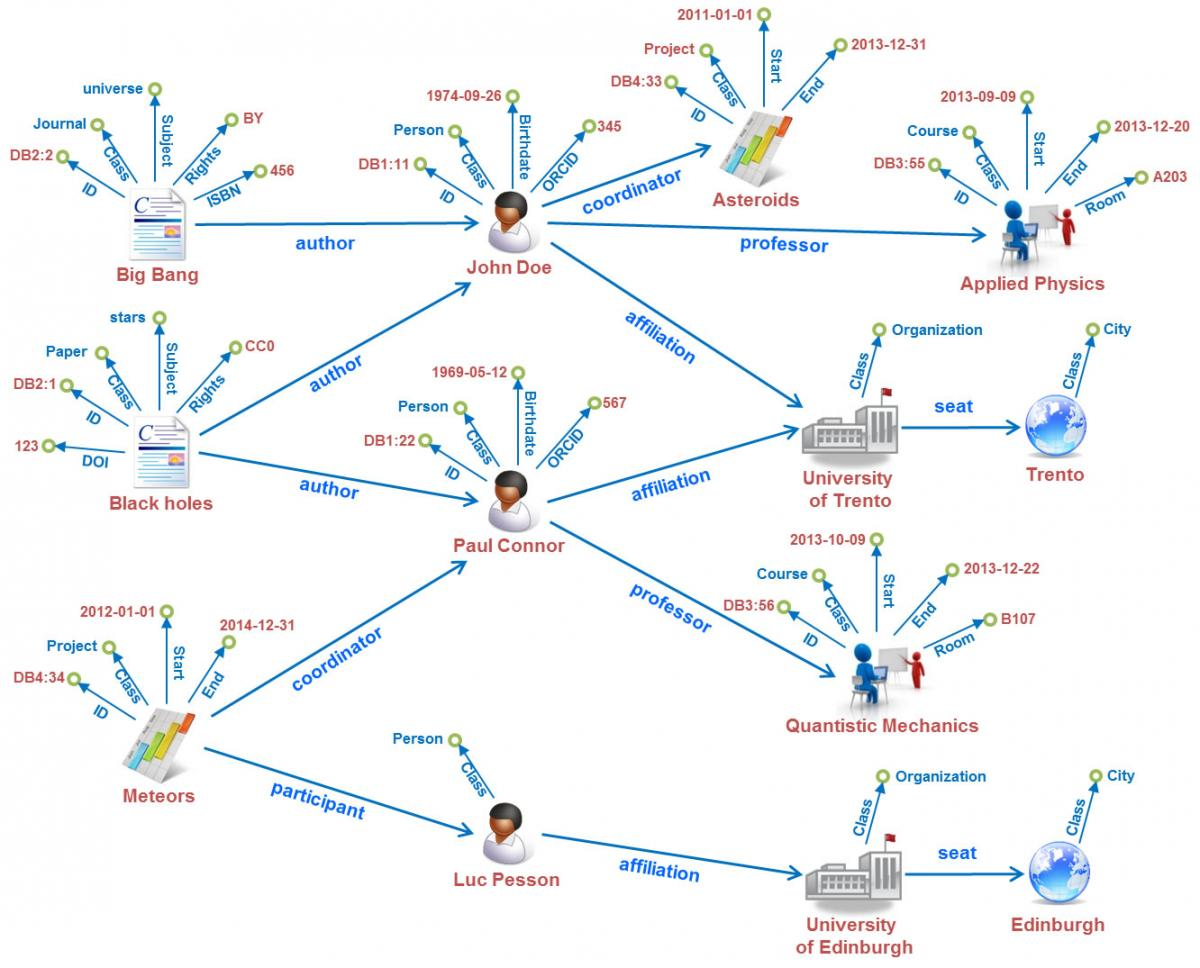 2011-01-01
2013-12-31
Project
Start
DB4:33
Class
End
ID
Asteroids
universe
BY
Journal
Subject
DB2:2
Class
Rights
456
ID
ISBN
Big Bang
1974-09-26
345
Person
Birthdate
DB1:11
Class
ORCID
ID
John Doe
2013-09-09
2013-12-20
Course
Start
DB3:55
Class
End
A203
ID
Room
Applied Physics
author
coordinator
professor
affiliation
author
stars
CC0
Paper
Subject
DB2:1
Class
Rights
ID
123
DOI
Black holes
author
1969-05-12
567
Person
Birthdate
DB1:22
Class
ORCID
ID
Paul Connor
affiliation
professor
Organization
Class
University
of Trento
seat
City
Class
Trento
2013-10-09
2013-12-22
Course
Start
DB3:56
Class
End
B107
ID
Room
Quantistic Mechanics
2012-01-01
2014-12-31
Project
Start
DB4:34
Class
End
ID
Meteors
coordinator
participant
Person
Class
Luc Pesson
affiliation
Organization
Class
University
of Edinburgh
seat
City
Class
Edinburgh